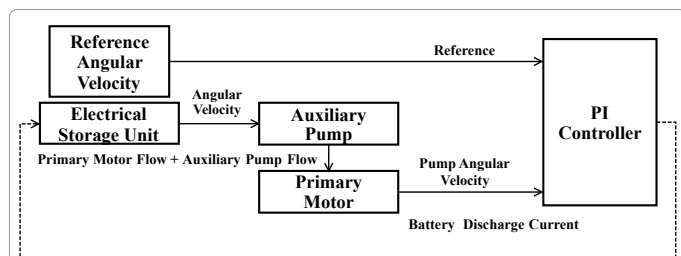 Reference
Angular
Velocity
Reference
PI
Controller
Angular
Velocity
Electrical
Storage Unit
Auxiliary
Pump
Primary Motor Flow + Auxiliary Pump Flow
Primary
Motor
Pump Angular
Velocity
Battery Discharge Current